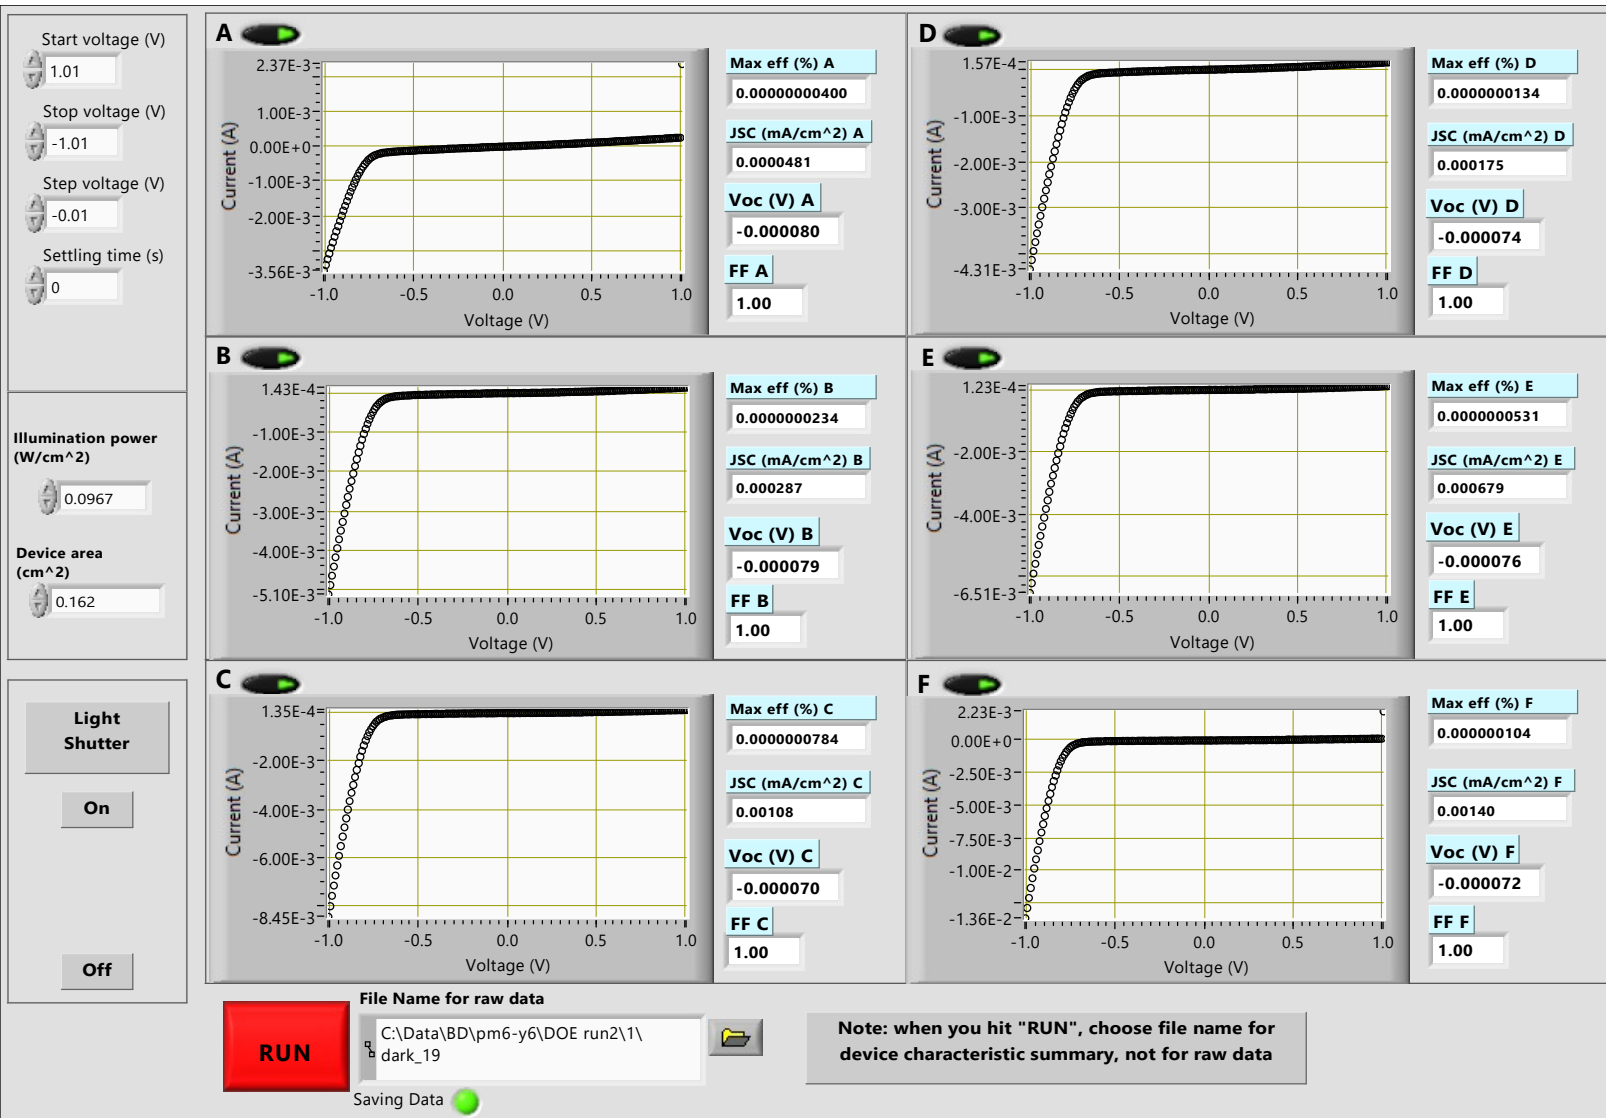 Start voltage (V)
1.01
Stop voltage (V)
-1.01
Step voltage (V)
-0.01
Settling time (s)
0
Illumination power
(W/cm^2)
0.0967
Device area
(cm^2)
0.162
Light
Shutter
On
Off
A
2.37E-3
1.00E-3
0.00E+0
-1.00E-3
-2.00E-3
-3.56E-3
Current (A)
-1.0 -0.5 0.0 0.5 1.0
Voltage (V)
Max eff (%) A
0.00000000400
JSC (mA/cm^2) A
0.0000481
Voc (V) A
-0.000080
FF A
1.00
B
1.43E-4
-1.00E-3
-2.00E-3
-3.00E-3
-4.00E-3
-5.10E-3
Current (A)
-1.0 -0.5 0.0 0.5 1.0
Voltage (V)
Max eff (%) B
0.0000000234
JSC (mA/cm^2) B
0.000287
Voc (V) B
-0.000079
FF B
1.00
C
1.35E-4
-2.00E-3
-4.00E-3
-6.00E-3
-8.45E-3
Current (A)
-1.0 -0.5 0.0 0.5 1.0
Voltage (V)
Max eff (%) C
0.0000000784
JSC (mA/cm^2) C
0.00108
Voc (V) C
-0.000070
FF C
1.00
D
1.57E-4
-1.00E-3
-2.00E-3
-3.00E-3
-4.31E-3
Current (A)
-1.0 -0.5 0.0 0.5 1.0
Voltage (V)
Max eff (%) D
0.0000000134
JSC (mA/cm^2) D
0.000175
Voc (V) D
-0.000074
FF D
1.00
E
1.23E-4
-2.00E-3
-4.00E-3
-6.51E-3
Current (A)
-1.0 -0.5 0.0 0.5 1.0
Voltage (V)
Max eff (%) E
0.0000000531
JSC (mA/cm^2) E
0.000679
Voc (V) E
-0.000076
FF E
1.00
F
2.23E-3
0.00E+0
-2.50E-3
-5.00E-3
-7.50E-3
-1.00E-2
-1.36E-2
Current (A)
-1.0 -0.5 0.0 0.5 1.0
Voltage (V)
Max eff (%) F
0.000000104
JSC (mA/cm^2) F
0.00140
Voc (V) F
-0.000072
FF F
1.00
RUN
File Name for raw data
C:\Data\BD\pm6-y6\DOE run2\1\
dark_19
Saving Data
Note: when you hit "RUN", choose file name for
device characteristic summary, not for raw data